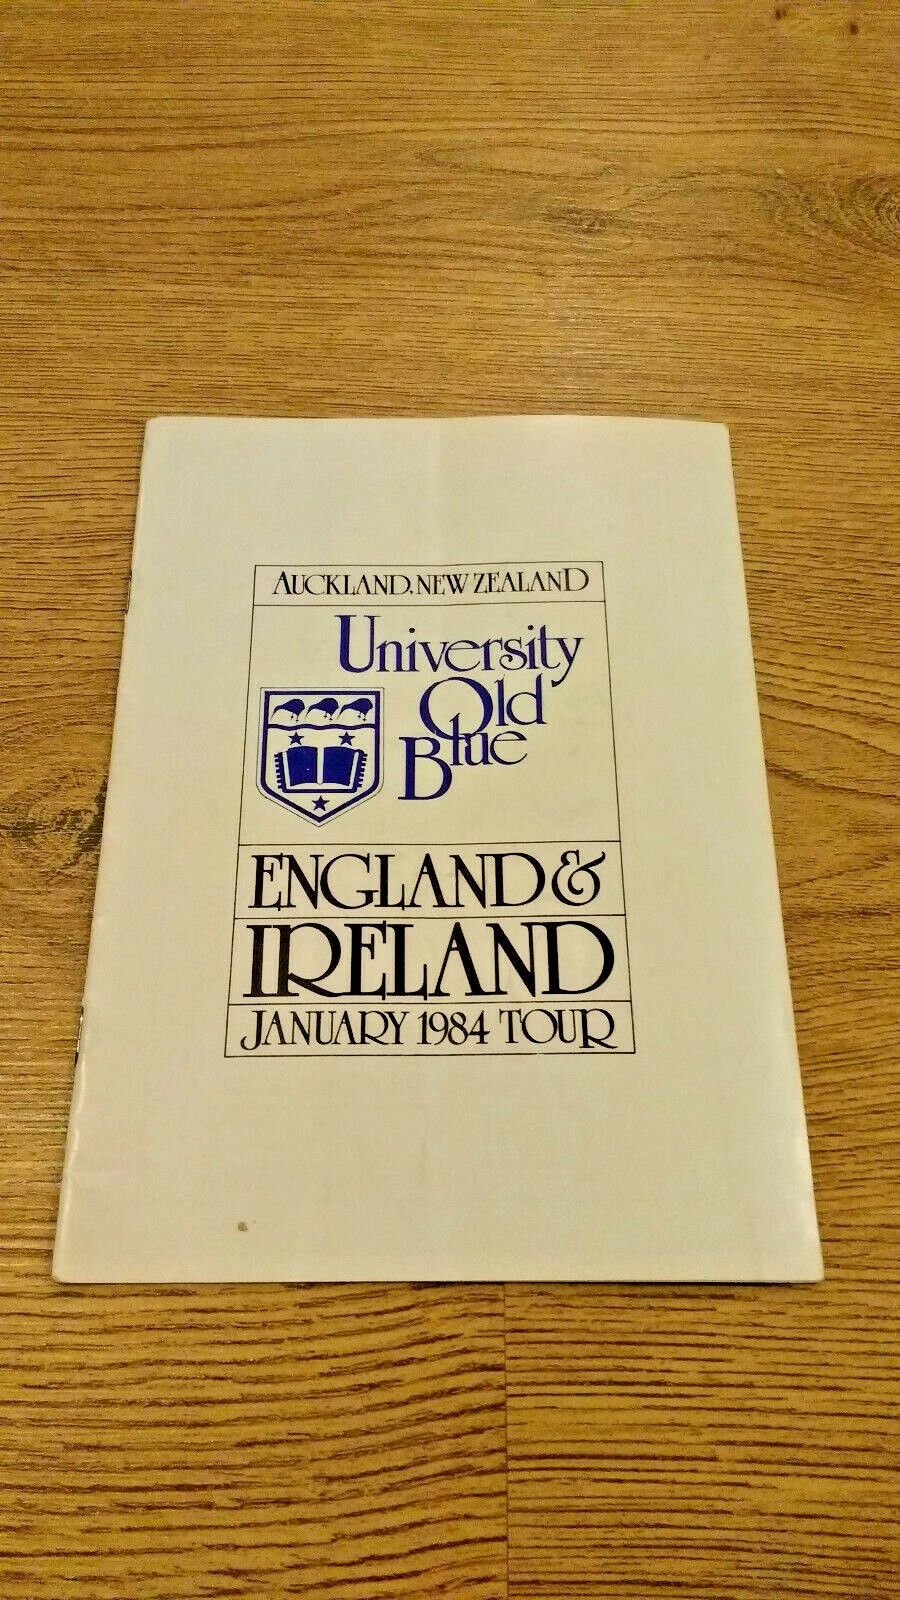 AUCKLAND, NEW ZEALAND
University
Old
Blue
ENGLAND &
IRELAND
JANUARY 1984 TOUR